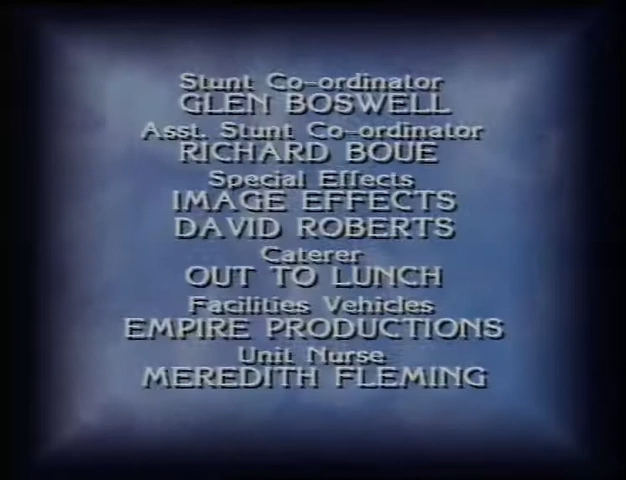 Stunt Co-ordinator
GLEN BOSWELL
Asst. Stunt Co-ordinator
RICHARD BOUE
Special Effects
IMAGE EFFECTS
DAVID ROBERTS
Caterer
OUT TO LUNCH
Facilities Vehicles
EMPIRE PRODUCTIONS
Unit Nurse
MEREDITH FLEMING